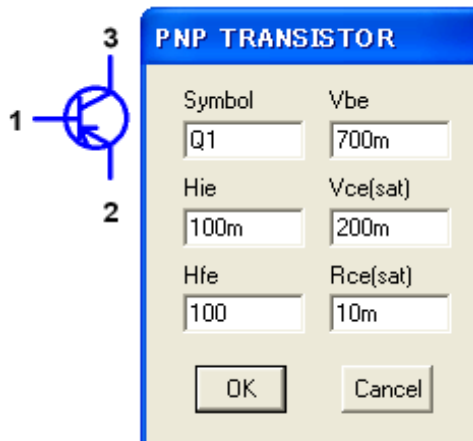 3
1
2
PNP TRANSISTOR
Symbol Vbe
Q1 700m
Hie Vce(sat)
100m 200m
Hfe Rce(sat)
100 10m
OK Cancel